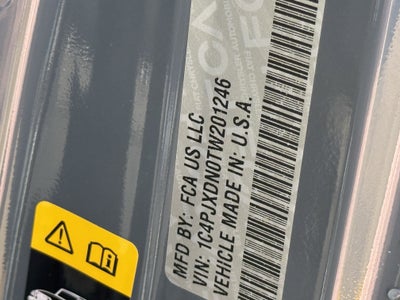 MFD BY: FCA US LLC
VIN: 1C4PJXDN0TW201246
VEHICLE MADE IN: U.S.A.